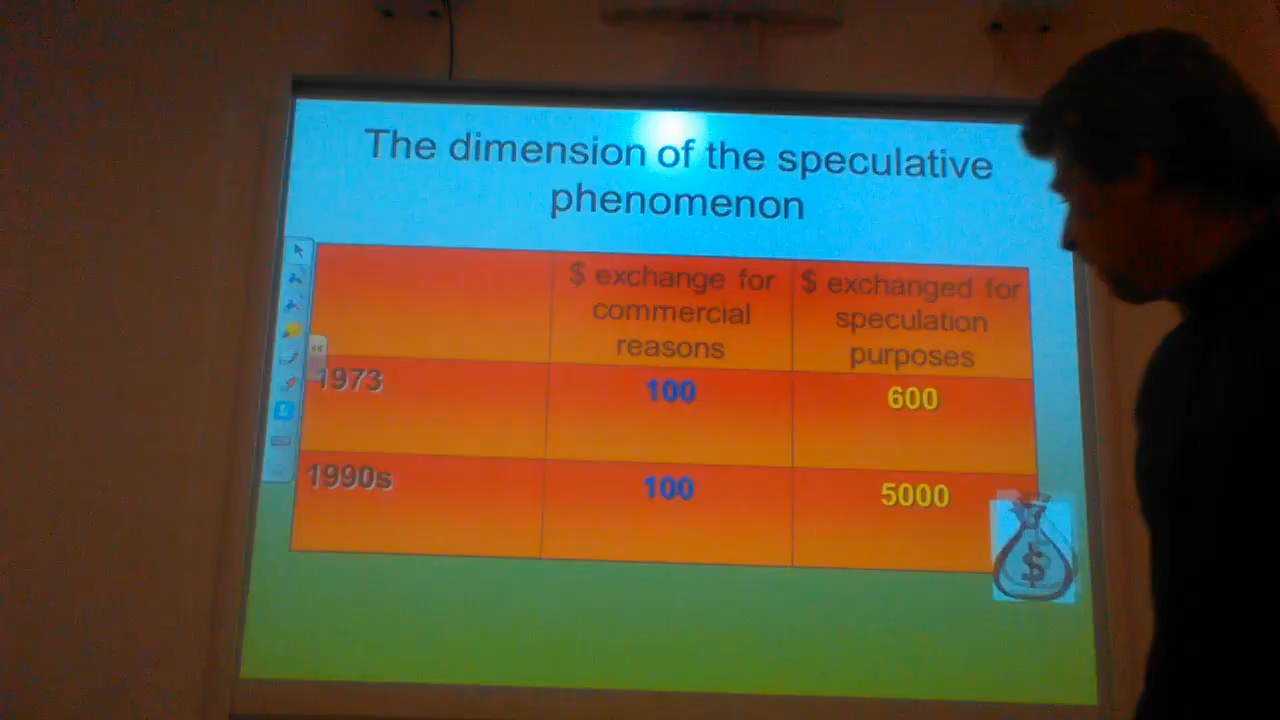 The dimension of the speculative
phenomenon
$ exchange for
commercial
reasons
$ exchanged for
speculation
purposes
1973
100
600
1990s
100
5000
$